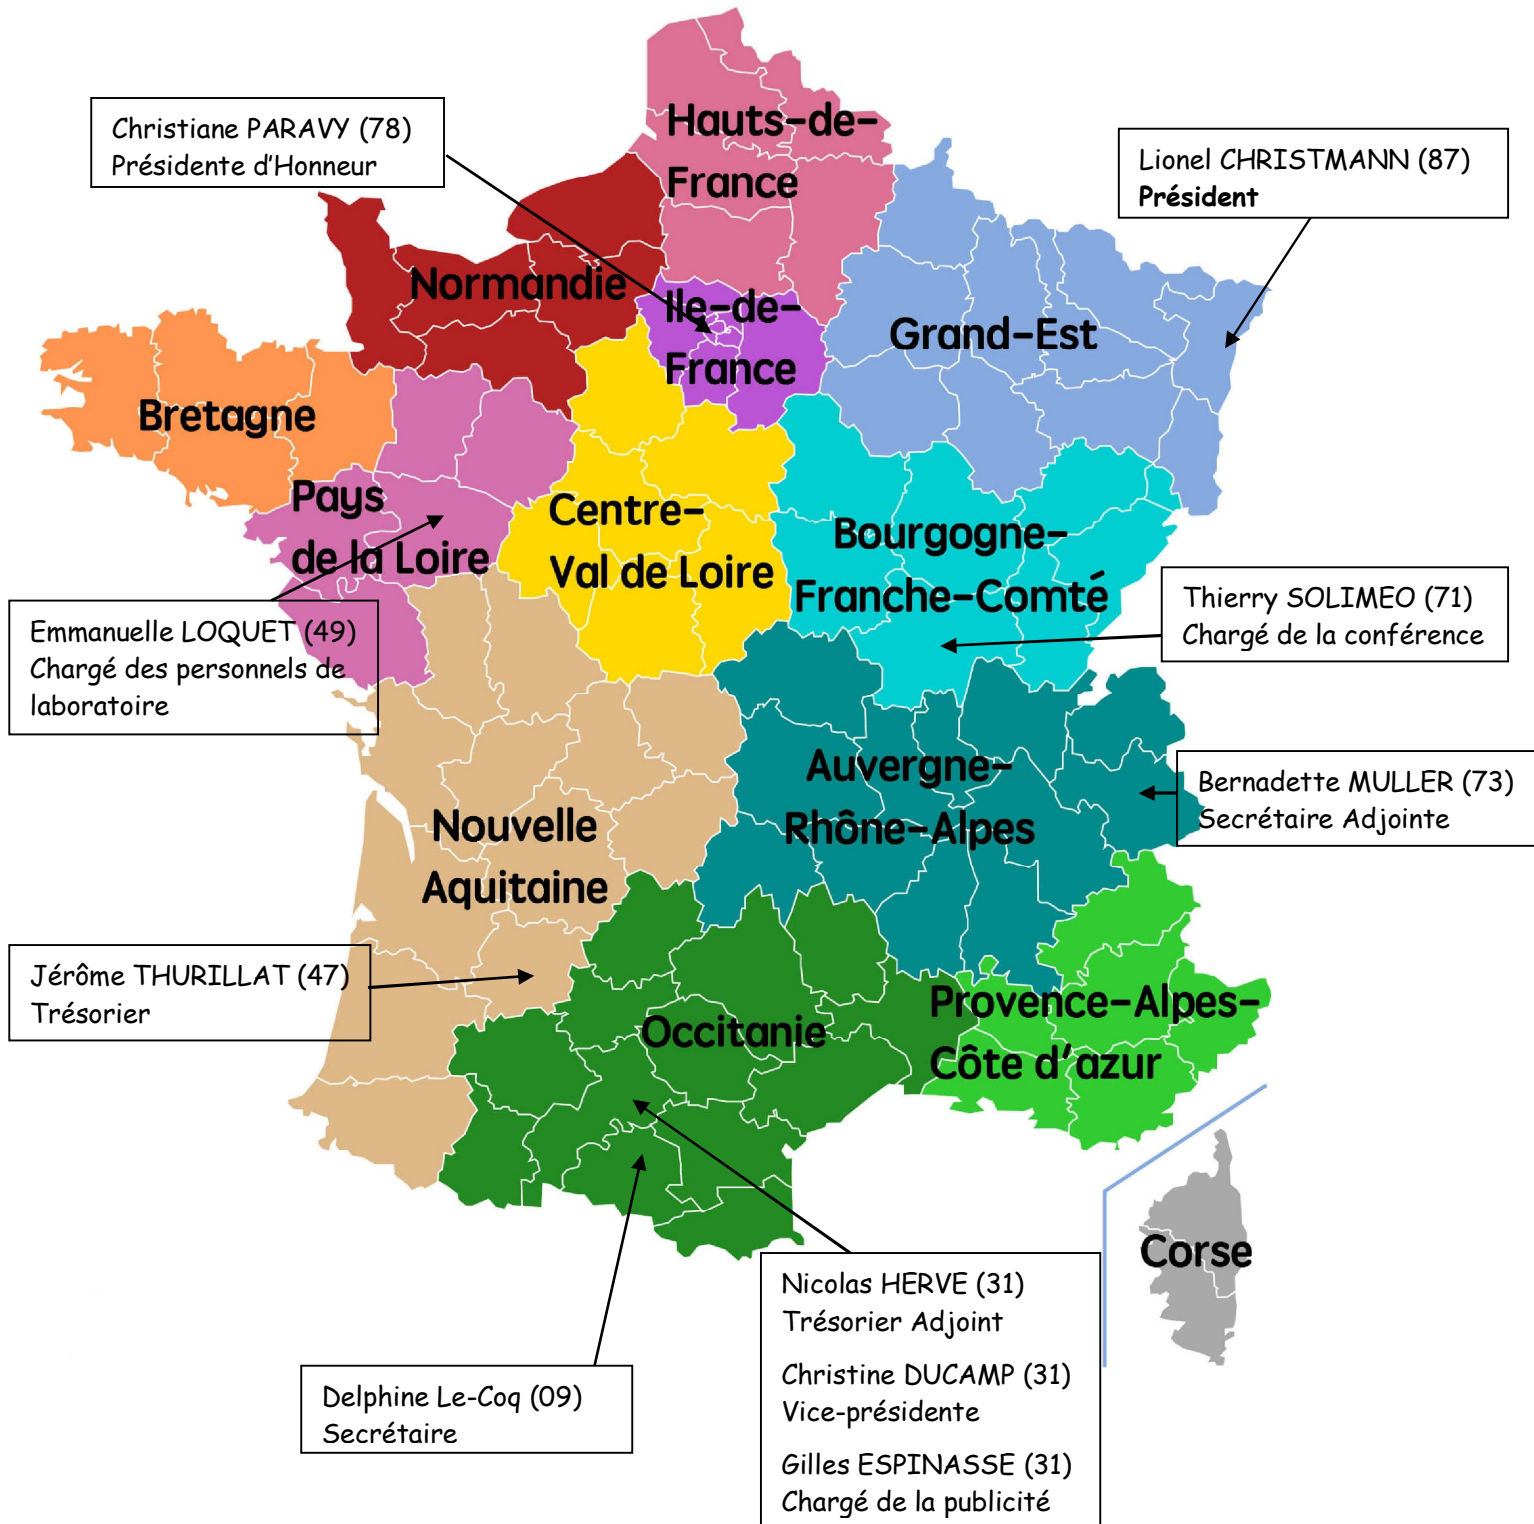 Hauts-de-
France
Christiane PARAVY (78)
Présidente d'Honneur
Lionel CHRISTMANN (87)
Président
Normandie
Ile-de-
France
Grand-Est
Bretagne
Pays
de la Loire
Centre-
Val de Loire
Bourgogne-
Franche-Comté
Thierry SOLIMEO (71)
Chargé de la conférence
Emmanuelle LOQUET (49)
Chargé des personnels de
laboratoire
Auvergne-
Rhône-Alpes
Bernadette MULLER (73)
Secrétaire Adjointe
Nouvelle
Aquitaine
Jérôme THURILLAT (47)
Trésorier
Occitanie
Provence-Alpes-
Côte d'azur
Corse
Nicolas HERVE (31)
Trésorier Adjoint
Christine DUCAMP (31)
Vice-présidente
Gilles ESPINASSE (31)
Chargé de la publicité
Delphine Le-Coq (09)
Secrétaire